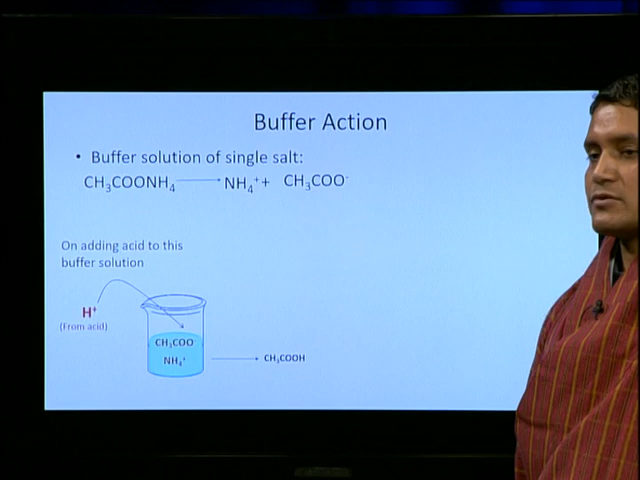 Buffer Action
• Buffer solution of single salt:
CH₃COONH₄ → NH₄⁺ + CH₃COO⁻
On adding acid to this
buffer solution
H⁺
(From acid)
CH₃COO
NH₄⁺
→ CH₃COOH